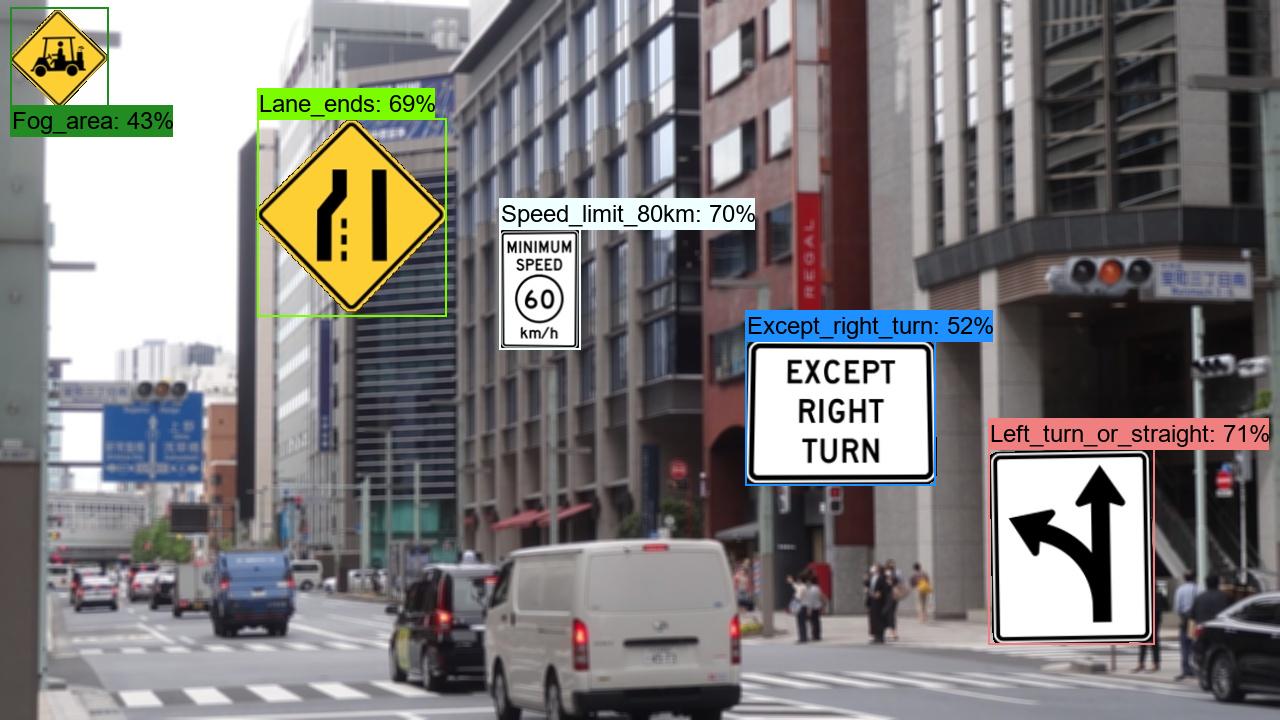 Fog_area: 43%
Lane_ends: 69%
Speed_limit_80km: 70%
MINIMUM
SPEED
60
km/h
REGAL
Except_right_turn: 52%
EXCEPT
RIGHT
TURN
Left_turn_or_straight: 71%